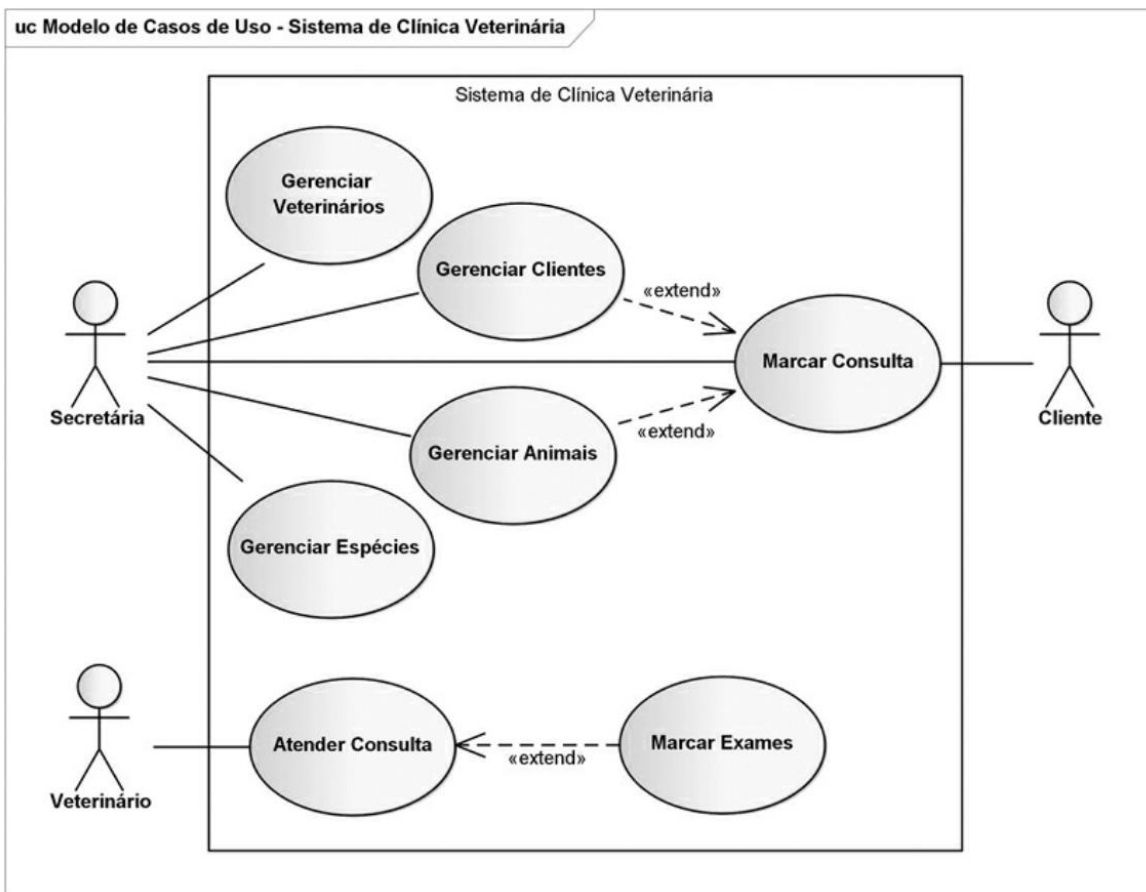 uc Modelo de Casos de Uso - Sistema de Clínica Veterinária
Sistema de Clínica Veterinária
Gerenciar
Veterinários
Gerenciar Clientes
«extend»
Marcar Consulta
Secretária
Cliente
«extend»
Gerenciar Animais
Gerenciar Espécies
Atender Consulta
Marcar Exames
«extend»
Veterinário